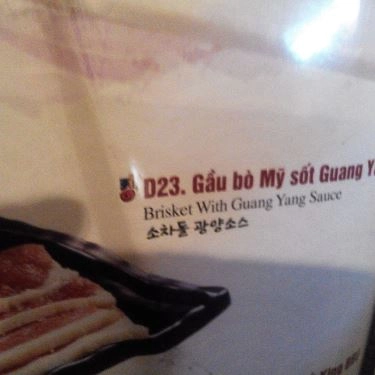 D23. Gầu bò Mỹ sốt Guang
Brisket With Guang Yang Sauce
소차돌 광양소스